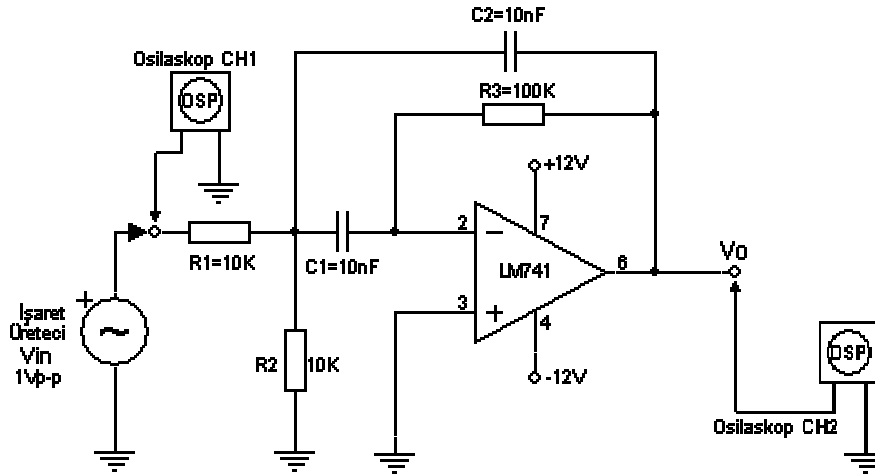 C2=10nF
Osilaskop CH1
DSP
R3=100K
+12V
2
7
R1=10K
C1=10nF
−
LM741
6
Vo
+
İşaret
Üreteci
Vin
1Vp-p
3
+
4
R2
10K
-12V
DSP
Osilaskop CH2